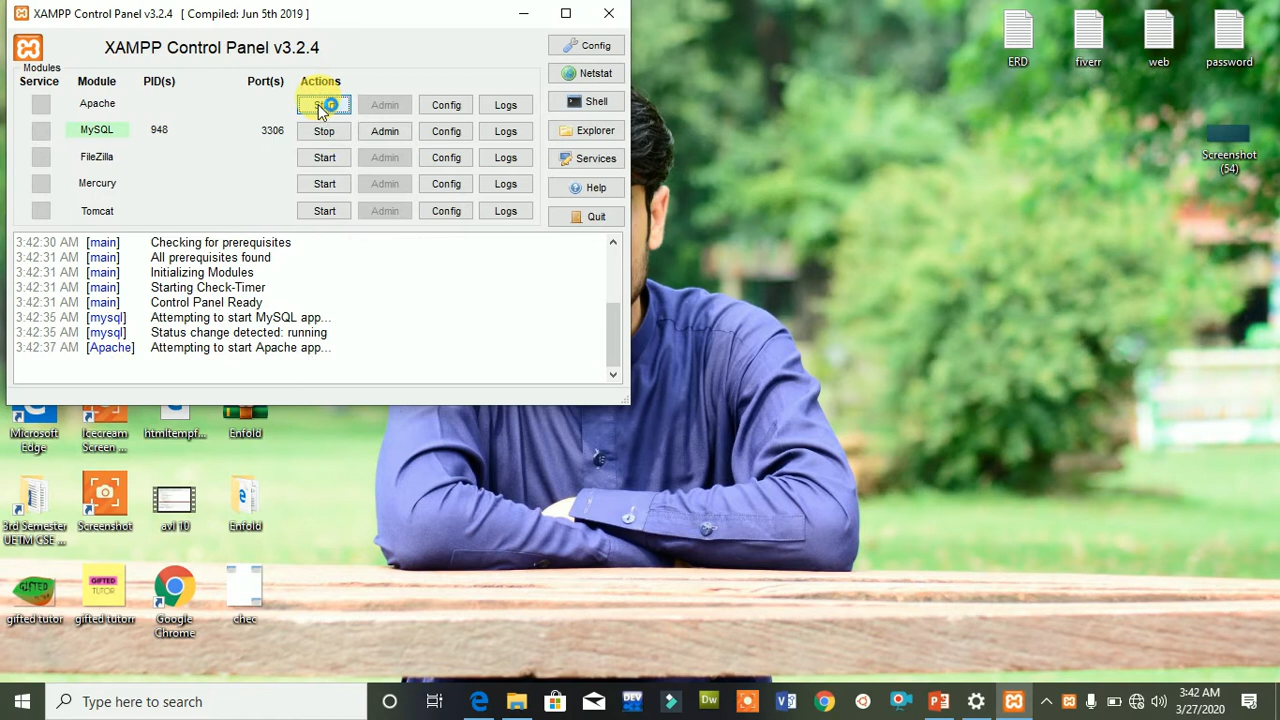 XAMPP Control Panel v3.2.4 [ Compiled: Jun 5th 2019 ]
XAMPP Control Panel v3.2.4
Config
Modules
Service Module PID(s) Port(s) Actions
Netstat
Apache Admin Config Logs
Shell
MySQL 948 3306 Stop Admin Config Logs
Explorer
FileZilla Start Admin Config Logs
Services
Mercury Start Admin Config Logs
Help
Tomcat Start Admin Config Logs
Quit
3:42:30 AM [main] Checking for prerequisites
3:42:31 AM [main] All prerequisites found
3:42:31 AM [main] Initializing Modules
3:42:31 AM [main] Starting Check-Timer
3:42:31 AM [main] Control Panel Ready
3:42:35 AM [mysql] Attempting to start MySQL app...
3:42:35 AM [mysql] Status change detected: running
3:42:37 AM [Apache] Attempting to start Apache app...
ERD fiverr web password
Screenshot
(54)
Microsoft
Edge
Icecream
Screen ...
htmltempf...
Enfold
3rd Semester
UETM CSE ...
Screenshot
avl 10
Enfold
GIFTED
TUTOR
gifted tutor
gifted tutorr
Google
Chrome
chec
Type here to search
DEV
Dw
3:42 AM
3/27/2020